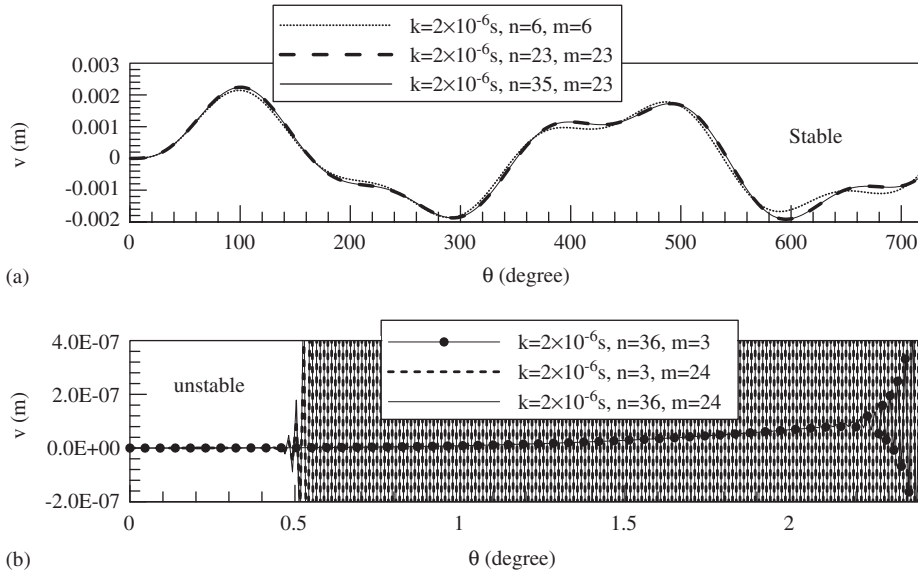 k=2×10⁻⁶s, n=6, m=6
k=2×10⁻⁶s, n=23, m=23
k=2×10⁻⁶s, n=35, m=23
0.003
0.002
0.001
0
-0.001
-0.002
v (m)
Stable
0 100 200 300 400 500 600 700
θ (degree)
(a)
k=2×10⁻⁶s, n=36, m=3
k=2×10⁻⁶s, n=3, m=24
k=2×10⁻⁶s, n=36, m=24
4.0E-07
2.0E-07
0.0E+00
-2.0E-07
v (m)
unstable
0 0.5 1 1.5 2
θ (degree)
(b)